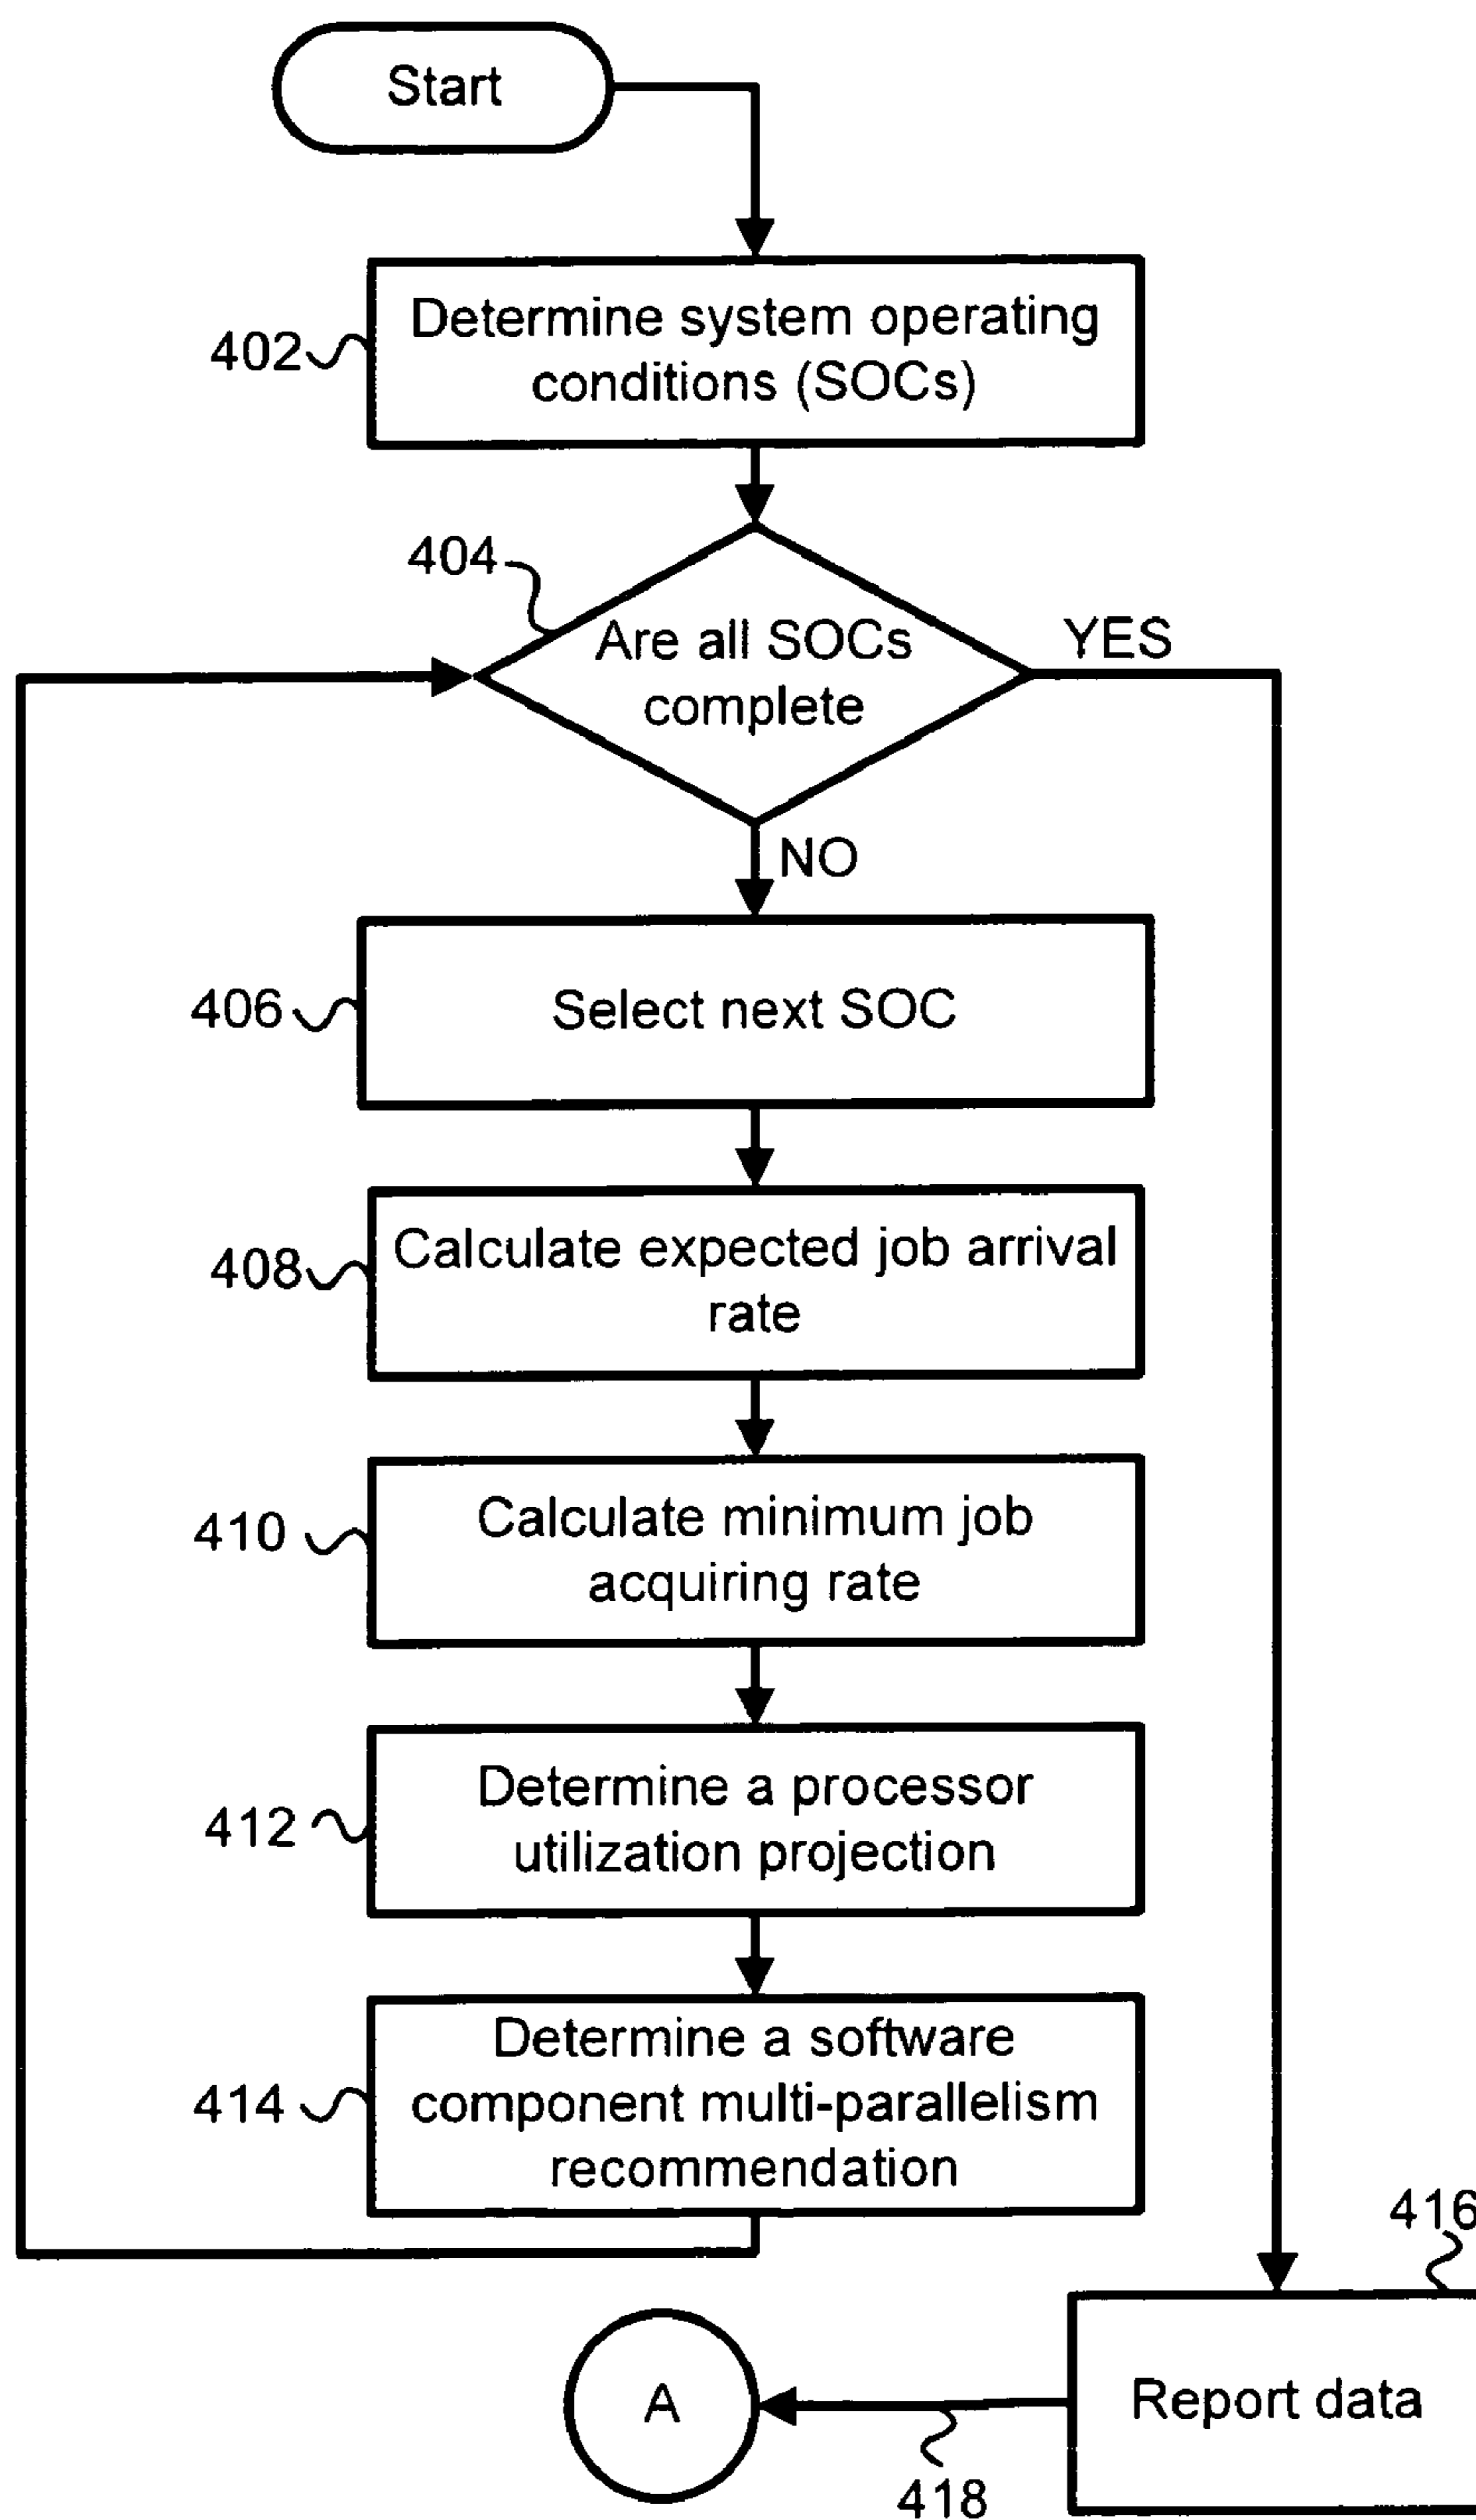 Start
402
Determine system operating
conditions (SOCs)
404
Are all SOCs
complete
YES
NO
406
Select next SOC
408
Calculate expected job arrival
rate
410
Calculate minimum job
acquiring rate
412
Determine a processor
utilization projection
414
Determine a software
component multi-parallelism
recommendation
416
A
Report data
418